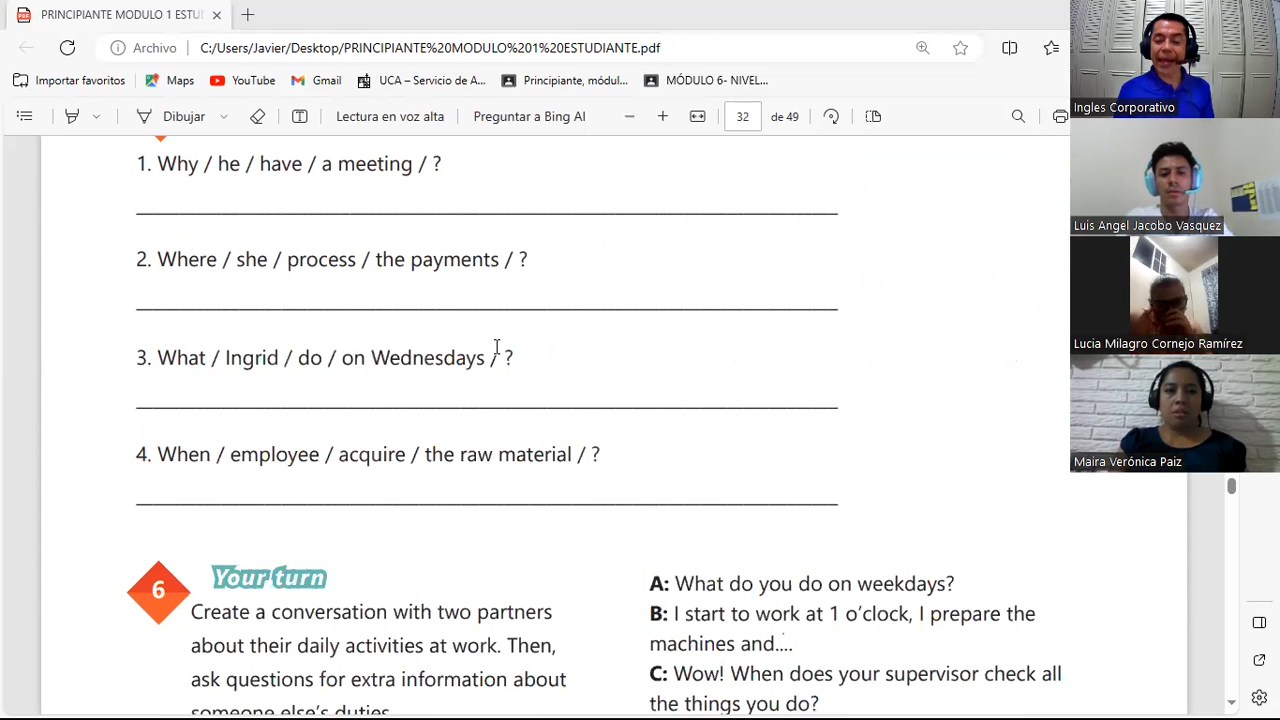 PRINCIPIANTE MODULO 1 ESTU
Archivo C:/Users/Javier/Desktop/PRINCIPIANTE%20MODULO%201%20ESTUDIANTE.pdf
Importar favoritos Maps YouTube Gmail UCA – Servicio de A... Principiante, módul... MÓDULO 6- NIVEL...
Dibujar Lectura en voz alta Preguntar a Bing AI 32 de 49
1. Why / he / have / a meeting / ?
2. Where / she / process / the payments / ?
3. What / Ingrid / do / on Wednesdays / ?
4. When / employee / acquire / the raw material / ?
6 Your turn
Create a conversation with two partners
about their daily activities at work. Then,
ask questions for extra information about
someone else's duties
A: What do you do on weekdays?
B: I start to work at 1 o'clock, I prepare the
machines and....
C: Wow! When does your supervisor check all
the things you do?
Ingles Corporativo
Luis Angel Jacobo Vasquez
Lucia Milagro Cornejo Ramírez
Maira Verónica Paiz